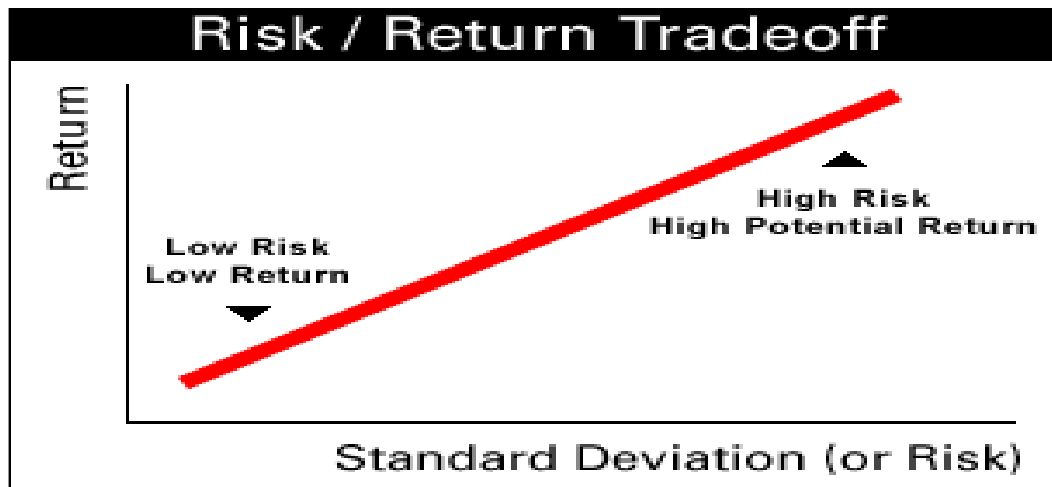 Risk / Return Tradeoff
Return
Low Risk
Low Return
High Risk
High Potential Return
Standard Deviation (or Risk)